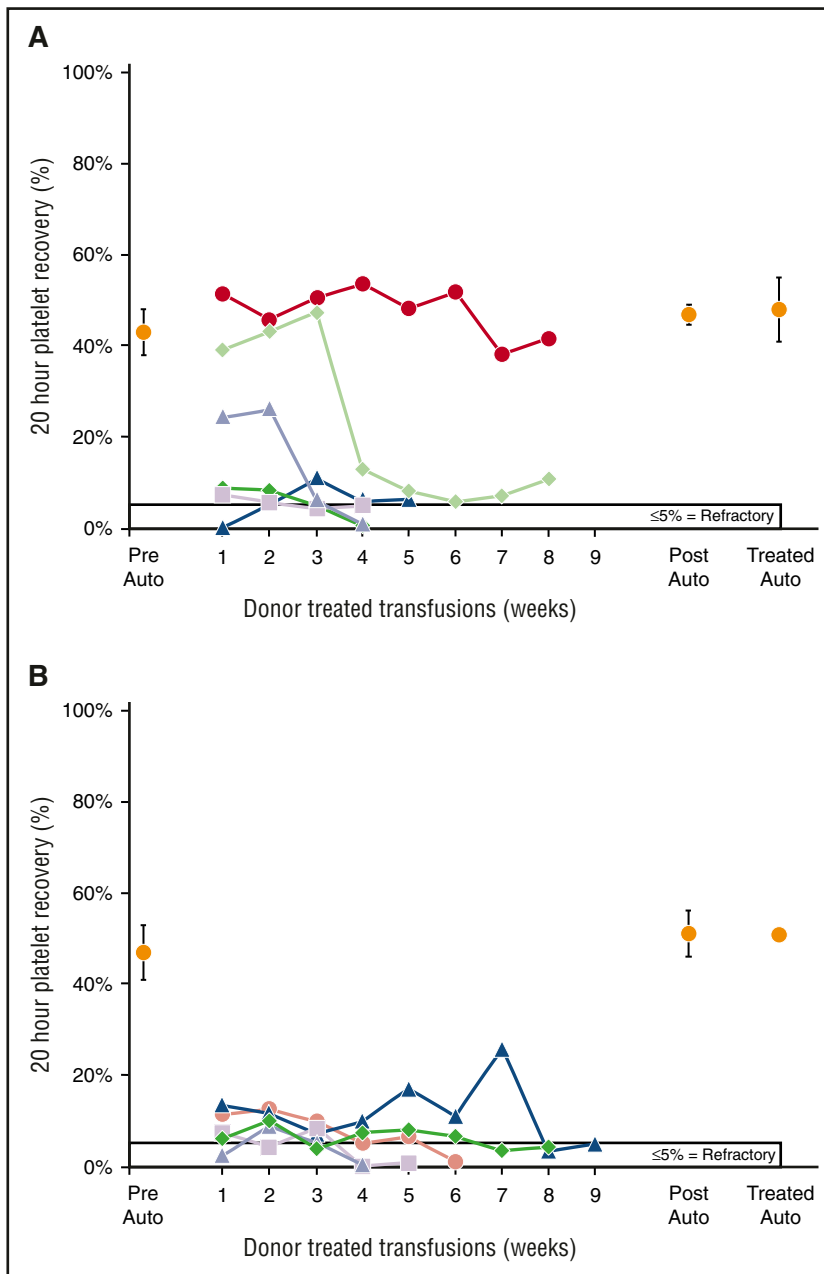 A
100%
80%
60%
40%
20%
0%
20 hour platelet recovery (%)
≤5% = Refractory
Pre Auto
1 2 3 4 5 6 7 8 9
Post Auto
Treated Auto
Donor treated transfusions (weeks)
B
100%
80%
60%
40%
20%
0%
20 hour platelet recovery (%)
≤5% = Refractory
Pre Auto
1 2 3 4 5 6 7 8 9
Post Auto
Treated Auto
Donor treated transfusions (weeks)